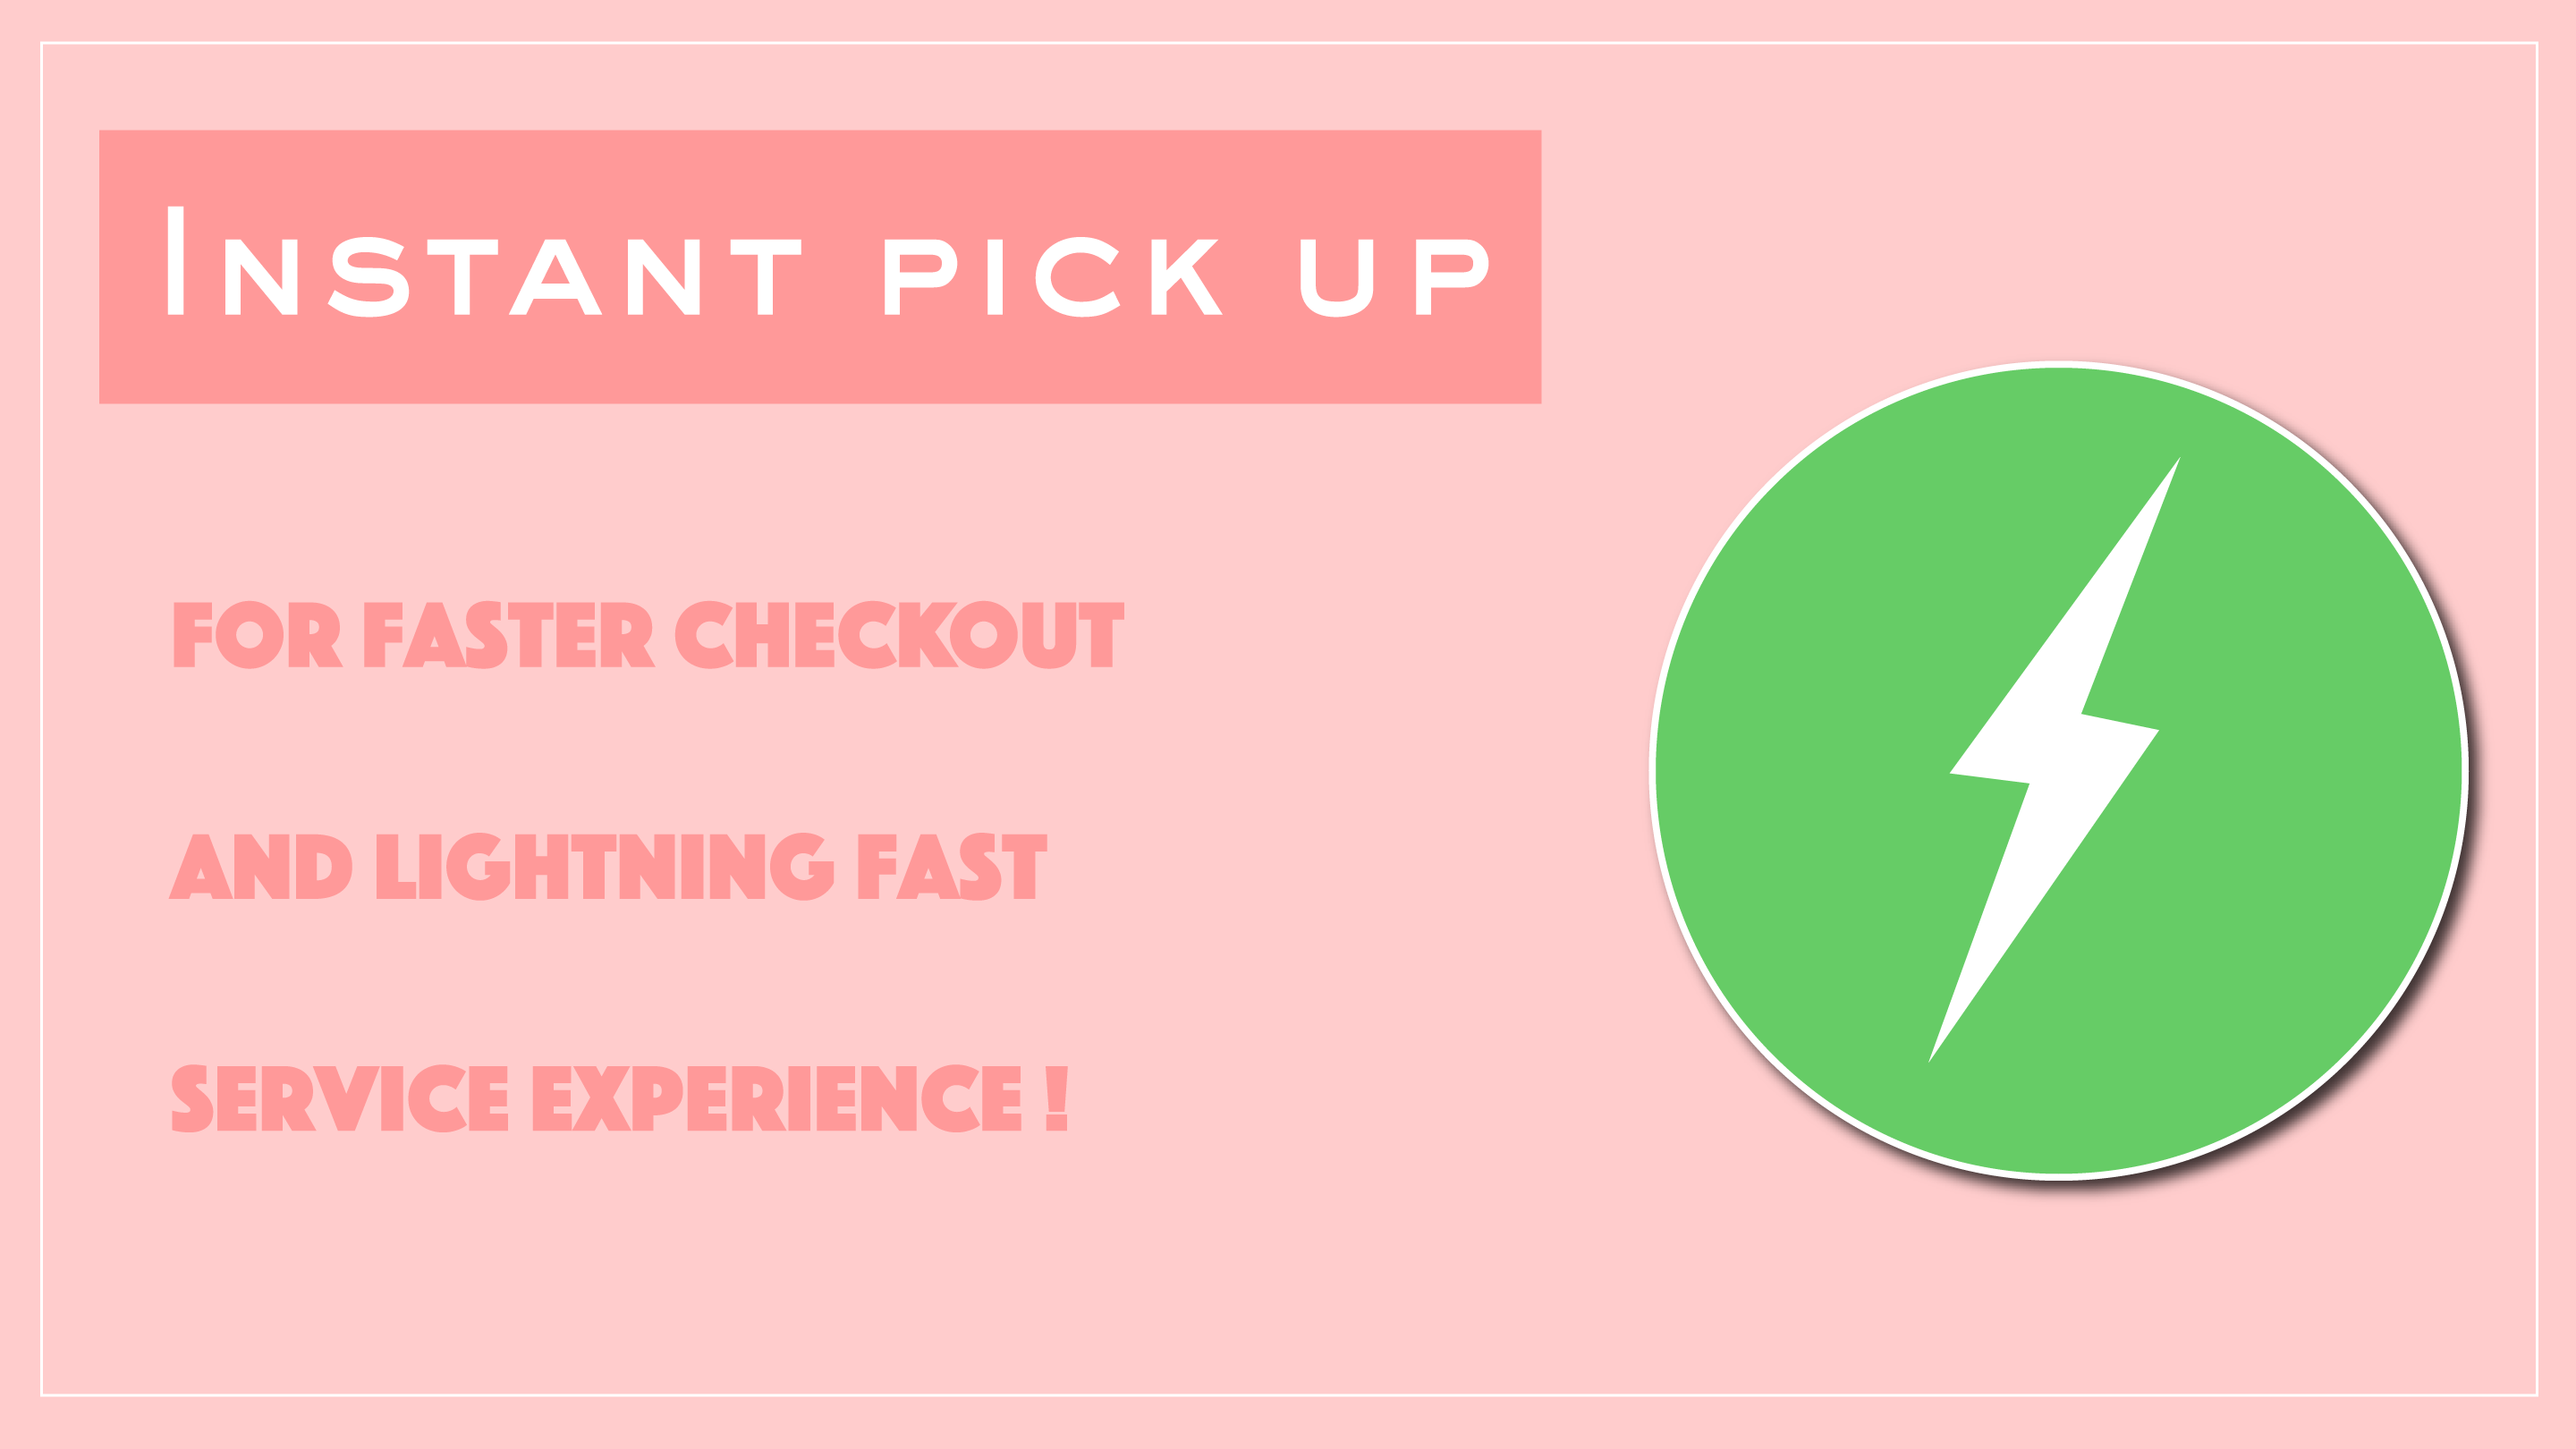 Instant pick up
FOR FASTER CHECKOUT
AND LIGHTNING FAST
SERVICE EXPERIENCE !